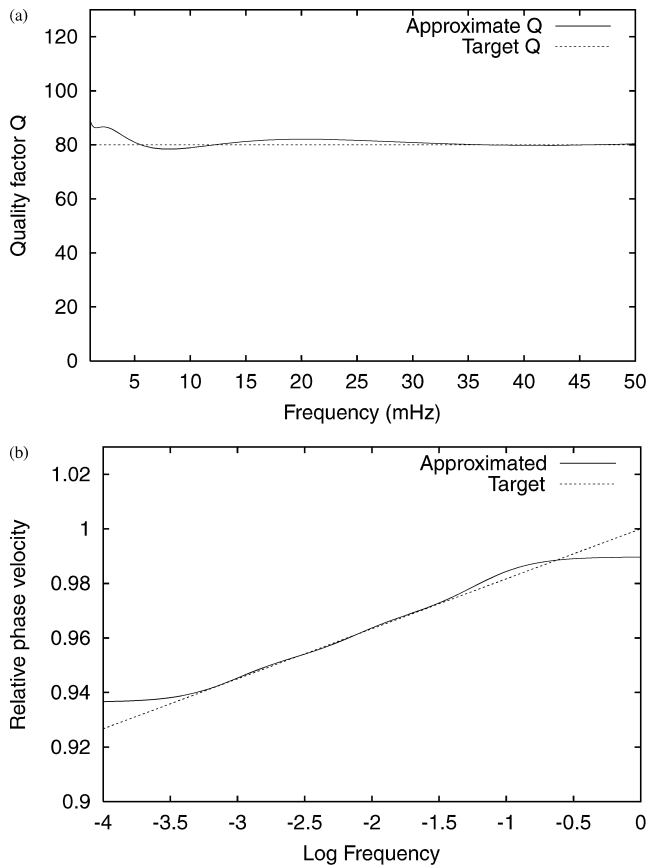 (a)
Approximate Q
Target Q
120
100
80
60
40
20
0
Quality factor Q
5 10 15 20 25 30 35 40 45 50
Frequency (mHz)
(b)
Approximated
Target
1.02
1
0.98
0.96
0.94
0.92
0.9
Relative phase velocity
-4 -3.5 -3 -2.5 -2 -1.5 -1 -0.5 0
Log Frequency